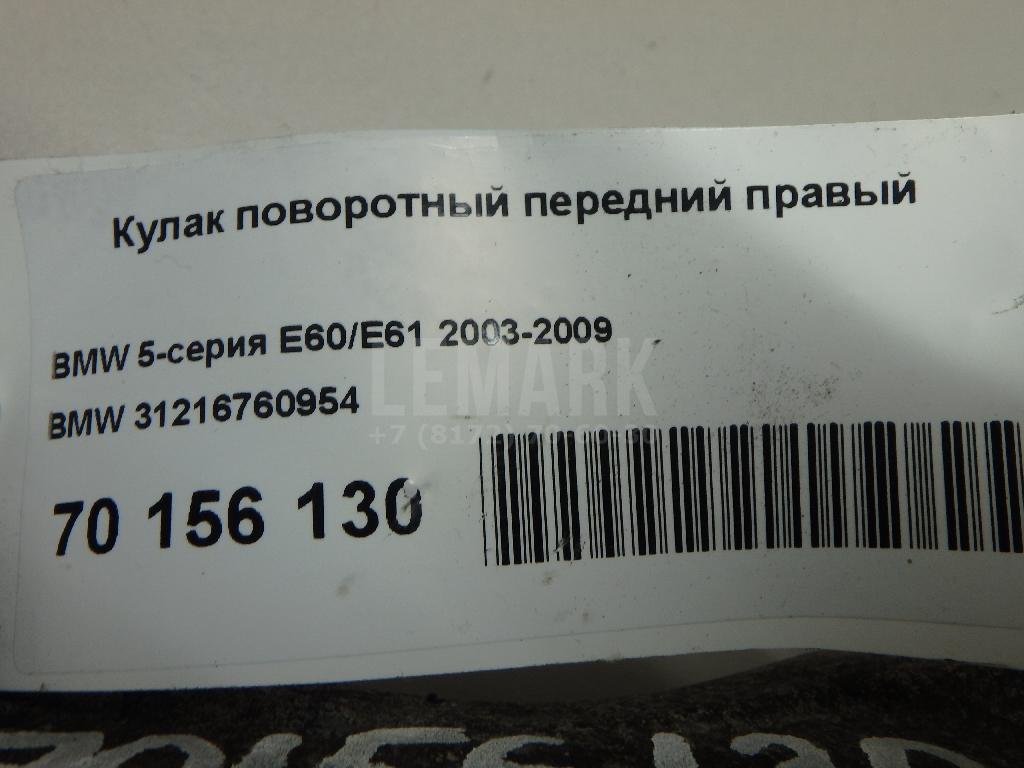 Кулак поворотный передний правый
BMW 5-серия E60/E61 2003-2009
LEMARK
BMW 31216760954
70 156 130